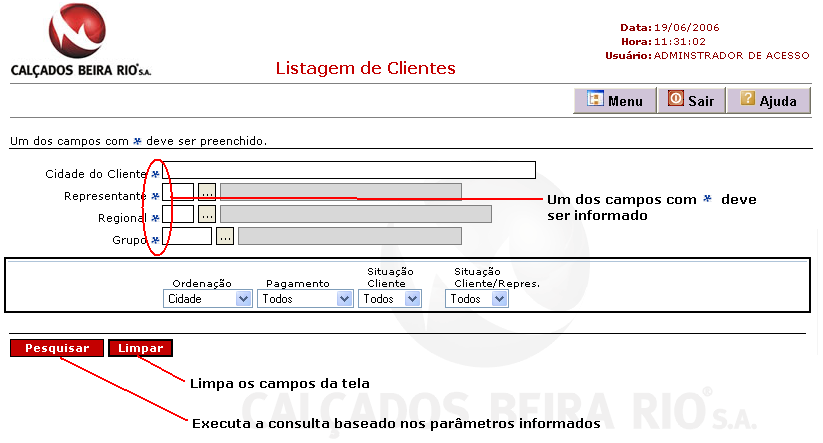 CALÇADOS BEIRA RIO® S.A.
Listagem de Clientes
Data: 19/06/2006
Hora: 11:31:02
Usuário: ADMINSTRADOR DE ACESSO
Menu
Sair
Ajuda
Um dos campos com * deve ser preenchido.
Cidade do Cliente *
Representante *
...
Regional *
...
Grupo *
...
Um dos campos com * deve
ser informado
Ordenação
Cidade
Pagamento
Todos
Situação
Cliente
Todos
Situação
Cliente/Repres.
Todos
Pesquisar
Limpar
Limpa os campos da tela
Executa a consulta baseado nos parâmetros informados
CALÇADOS BEIRA RIO® S.A.